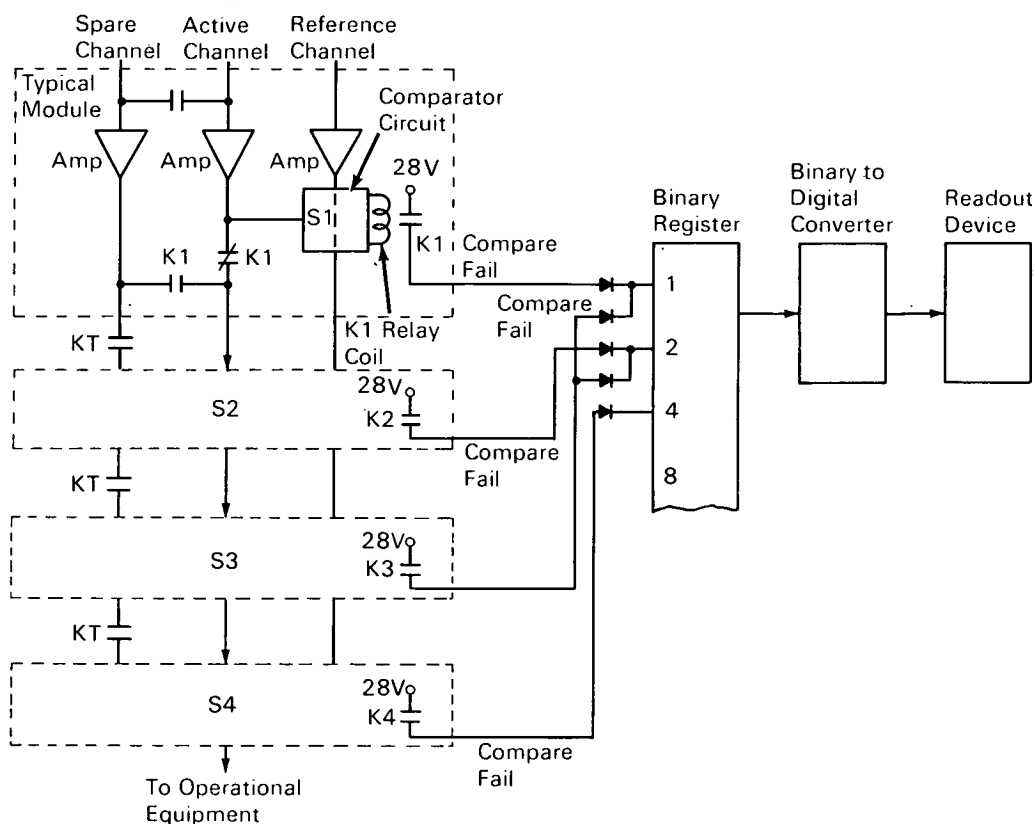 Spare
Channel
Active
Channel
Reference
Channel
Typical
Module
Comparator
Circuit
Amp
Amp
Amp
28V
S1
K1
K1
K1
K1 Relay
Coil
Compare
Fail
Compare
Fail
Binary
Register
Binary to
Digital
Converter
Readout
Device
1
2
4
8
KT
S2
28V
K2
Compare
Fail
KT
S3
28V
K3
KT
S4
28V
K4
Compare
Fail
To Operational
Equipment